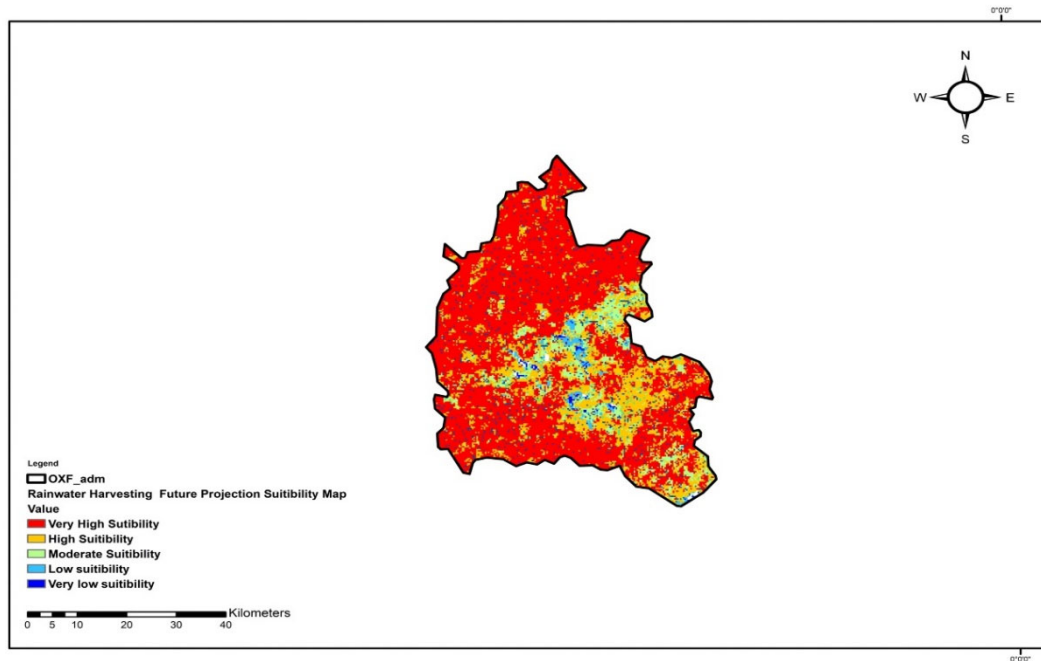 0°0'0"
N
W E
S
Legend
OXF_adm
Rainwater Harvesting Future Projection Suitibility Map
Value
Very High Sutibility
High Suitibility
Moderate Suitibility
Low suitibility
Very low suitibility
Kilometers
0 5 10 20 30 40
0°0'0"